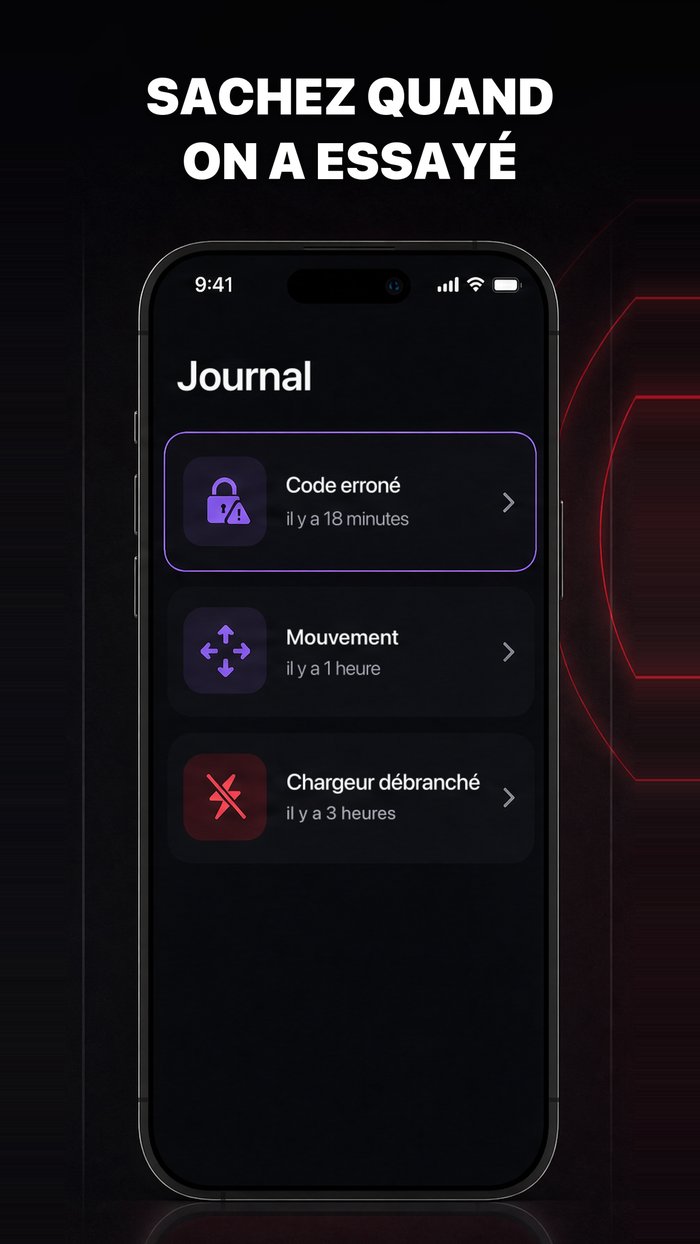 SACHEZ QUAND
ON A ESSAYÉ
9:41
Journal
Code erroné
il y a 18 minutes
Mouvement
il y a 1 heure
Chargeur débranché
il y a 3 heures